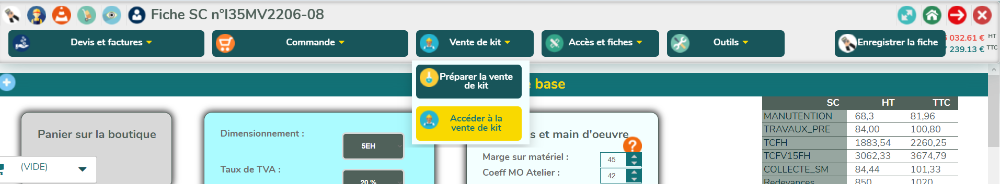 Fiche SC n°I35MV2206-08
Devis et factures
Commande
Vente de kit
Accès et fiches
Outils
Enregistrer la fiche
032.61 € HT
239.13 € TTC
Préparer la vente
de kit
base
Accéder à la
vente de kit
SC HT TTC
MANUTENTION 68,3 81,96
TRAVAUX_PRE 84,00 100,80
TCFH 1883,54 2260,25
TCFV15FH 3062,33 3674,79
COLLECTE_SM 84,44 101,33
Redevances 850 1020
Panier sur la boutique
(VIDE)
Dimensionnement :
5EH
Taux de TVA :
20 %
s et main d'oeuvre
?
Marge sur matériel :
45
Coeff MO Atelier :
42